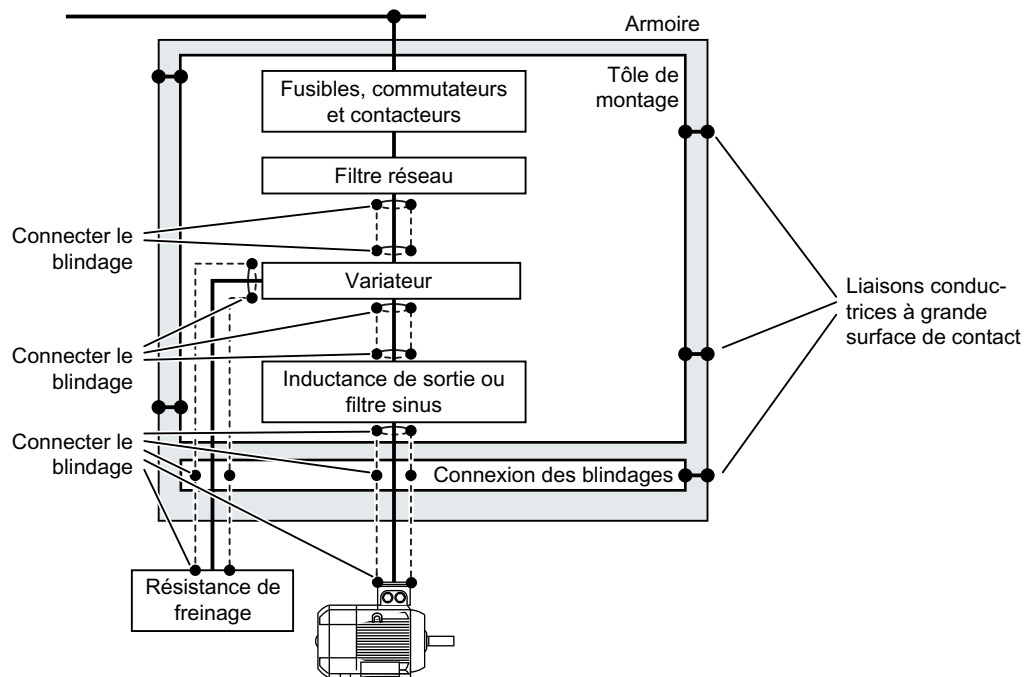 Armoire
Tôle de
montage
Fusibles, commutateurs
et contacteurs
Filtre réseau
Connecter le
blindage
Variateur
Liaisons conduc-
trices à grande
surface de contact
Connecter le
blindage
Inductance de sortie ou
filtre sinus
Connecter le
blindage
Connexion des blindages
Résistance de
freinage